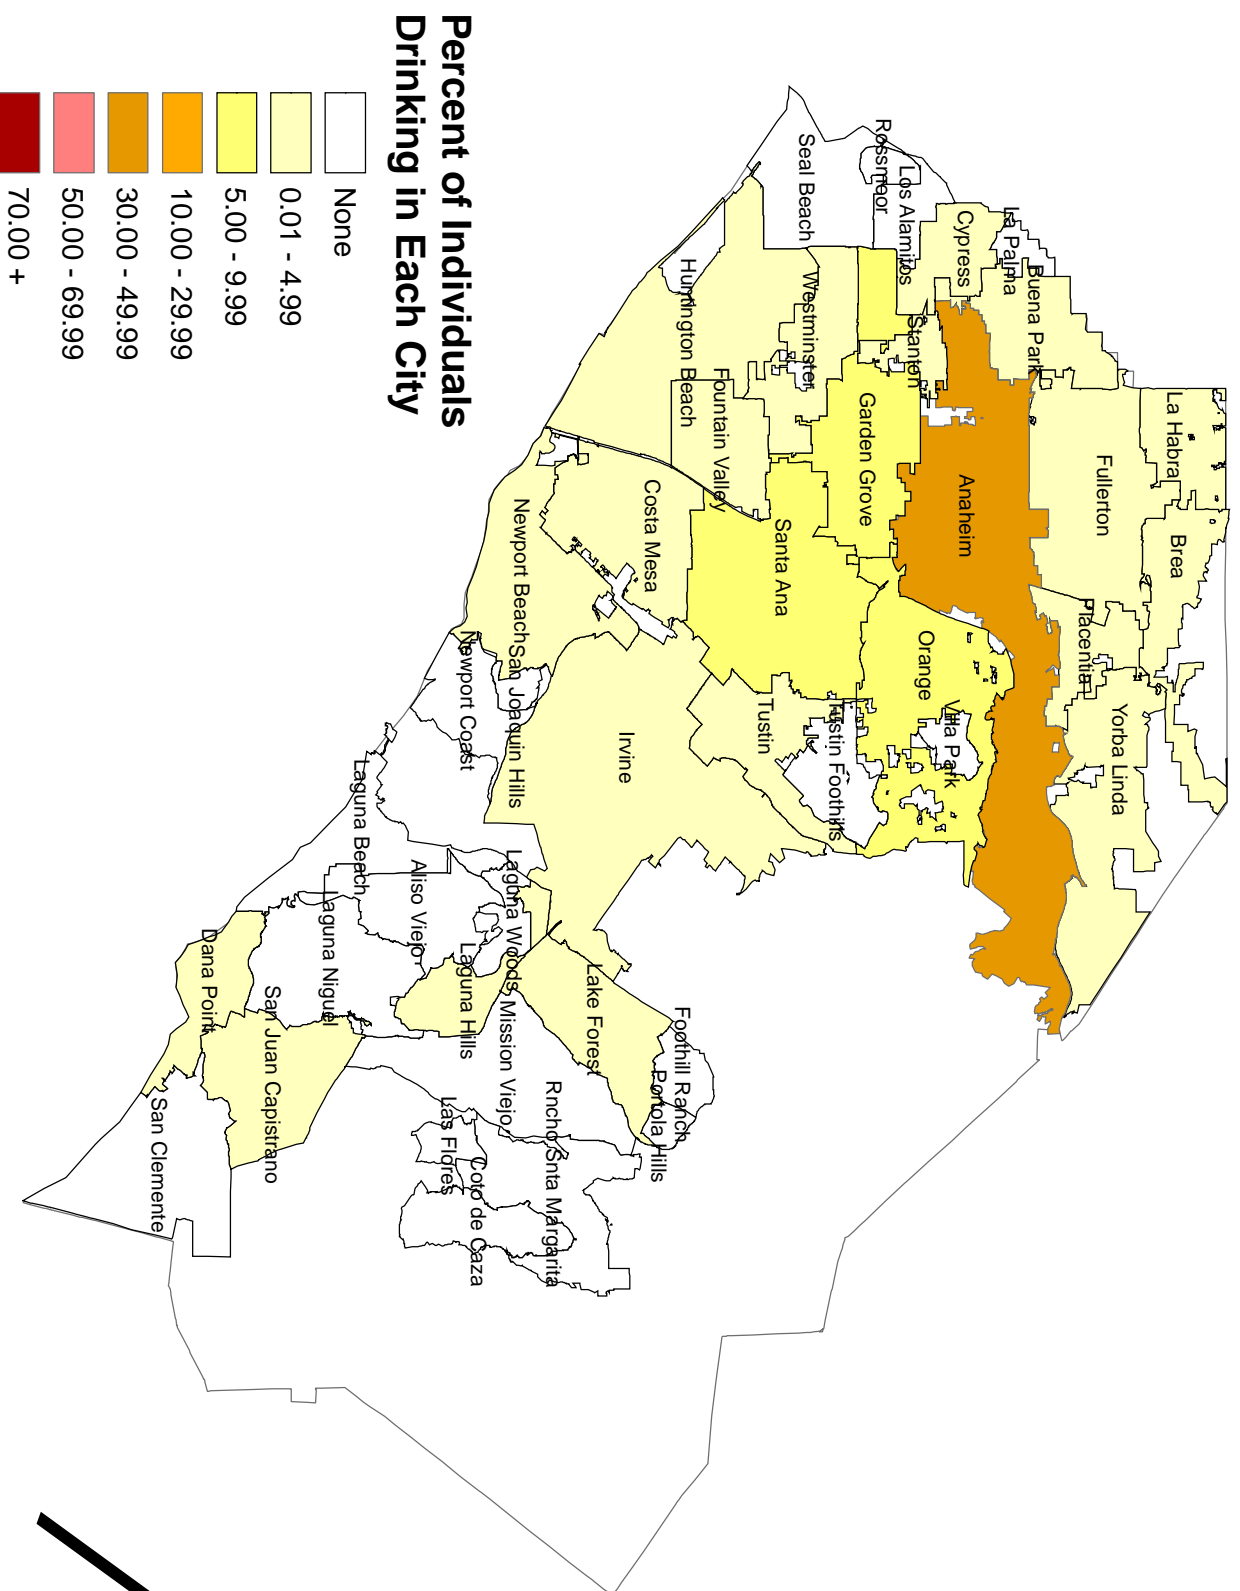 Percent of Individuals
Drinking in Each City
None
0.01 - 4.99
5.00 - 9.99
10.00 - 29.99
30.00 - 49.99
50.00 - 69.99
70.00 +
La Habra
Brea
Fullerton
Placentia
Yorba Linda
Buena Park
La Palma
Cypress
Anaheim
Stanton
Los Alamitos
Rossmoor
Garden Grove
Orange
Villa Park
Seal Beach
Westminster
Santa Ana
Tustin
Tustin Foothills
Fountain Valley
Huntington Beach
Costa Mesa
Irvine
Newport Beach
San Joaquin Hills
Newport Coast
Foothill Ranch
Portola Hills
Lake Forest
Laguna Woods
Mission Viejo
Rncho Snta Margarita
Laguna Hills
Coto de Caza
Las Flores
Aliso Viejo
Laguna Beach
Laguna Niguel
San Juan Capistrano
Dana Point
San Clemente